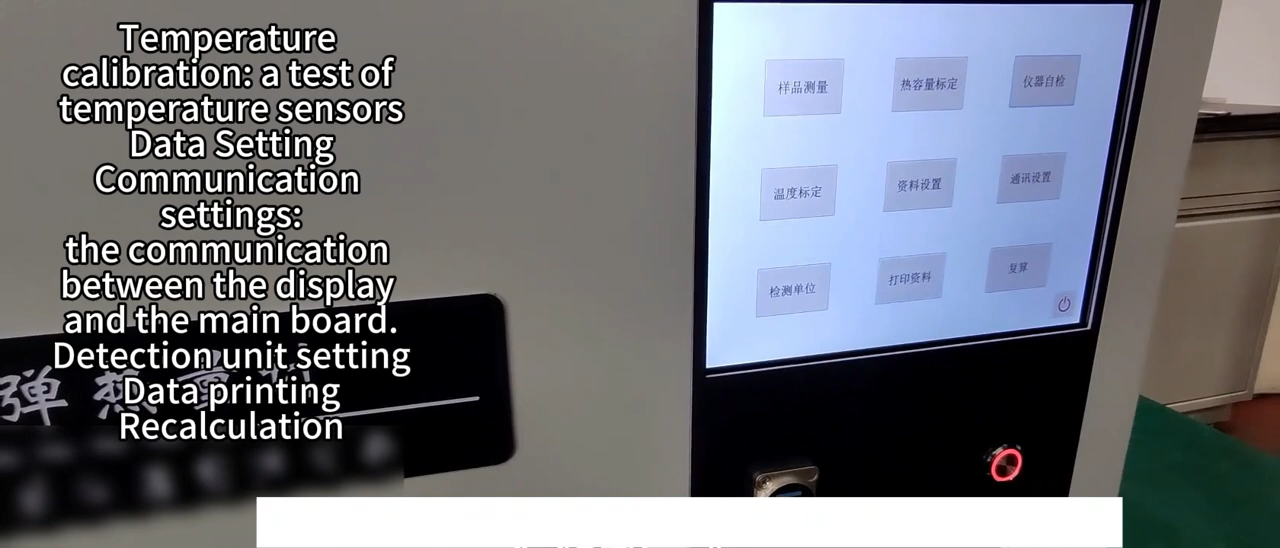 Temperature
calibration: a test of
temperature sensors
Data Setting
Communication
settings:
the communication
between the display
and the main board.
Detection unit setting
Data printing
Recalculation
弹热量
样品测量
热容量标定
仪器自检
温度标定
资料设置
通讯设置
检测单位
打印资料
复算